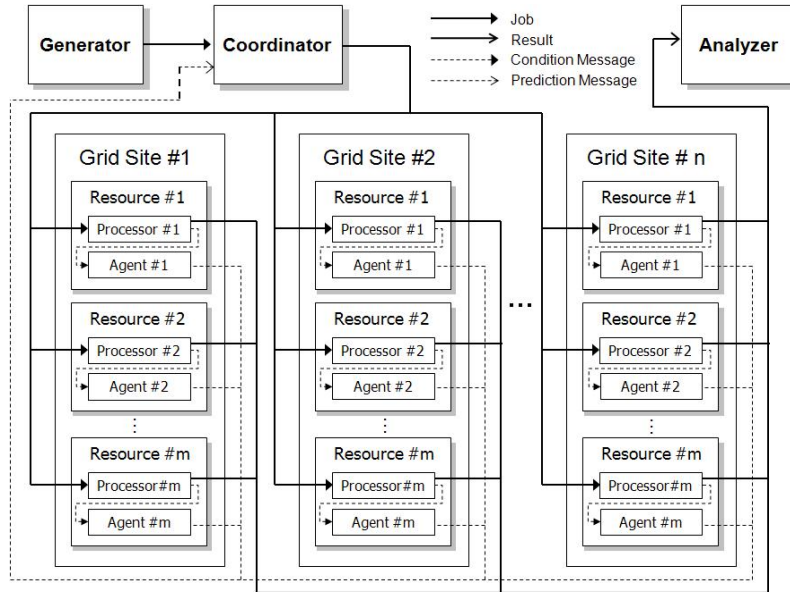 Generator
Coordinator
Job
Result
Condition Message
Prediction Message
Analyzer
Grid Site #1
Grid Site #2
Grid Site # n
Resource #1
Processor #1
Agent #1
Resource #2
Processor #2
Agent #2
⋮
Resource #m
Processor#m
Agent #m
Resource #1
Processor #1
Agent #1
Resource #2
Processor #2
Agent #2
⋮
Resource #m
Processor#m
Agent #m
...
Resource #1
Processor #1
Agent #1
Resource #2
Processor #2
Agent #2
⋮
Resource #m
Processor#m
Agent #m